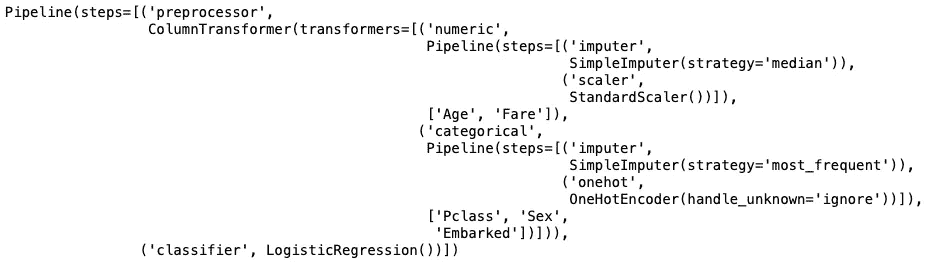 Pipeline(steps=[('preprocessor',
                 ColumnTransformer(transformers=[('numeric',
                                                  Pipeline(steps=[('imputer',
                                                                   SimpleImputer(strategy='median')),
                                                                  ('scaler',
                                                                   StandardScaler())]),
                                                  ['Age', 'Fare']),
                                                 ('categorical',
                                                  Pipeline(steps=[('imputer',
                                                                   SimpleImputer(strategy='most_frequent')),
                                                                  ('onehot',
                                                                   OneHotEncoder(handle_unknown='ignore'))]),
                                                  ['Pclass', 'Sex',
                                                   'Embarked'])])),
                ('classifier', LogisticRegression())])